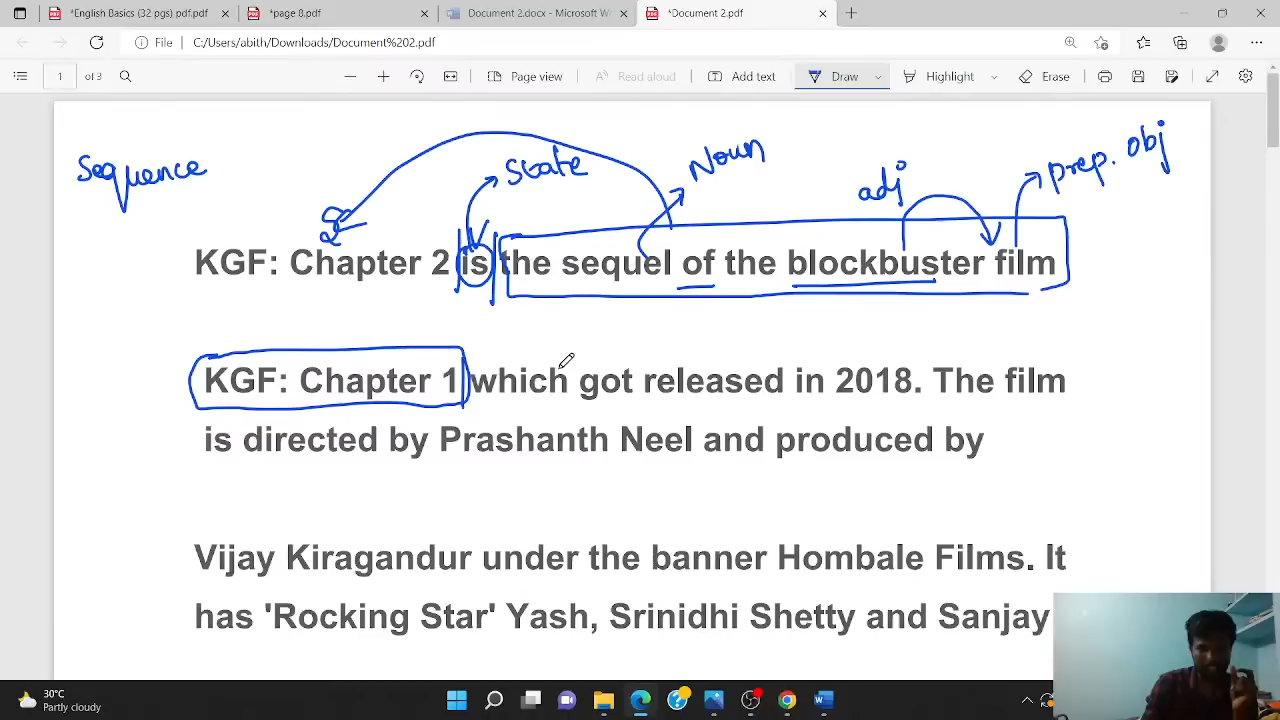 *English Basics (32 pgs) pdf.pdf
*page 8.pdf
Document 2.docx - Microsoft W
*Document 2.pdf
File
C:/Users/abith/Downloads/Document%202.pdf
1
of 3
Page view
Read aloud
Add text
Draw
Highlight
Erase
Sequence
State
Noun
adj
prep. obj
KGF: Chapter 2 is the sequel of the blockbuster film
KGF: Chapter 1 which got released in 2018. The film
is directed by Prashanth Neel and produced by
Vijay Kiragandur under the banner Hombale Films. It
has 'Rocking Star' Yash, Srinidhi Shetty and Sanjay
30°C
Partly cloudy